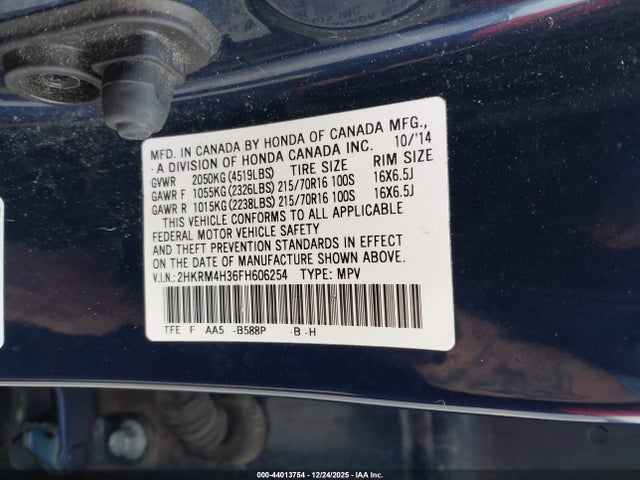 MFD. IN CANADA BY HONDA OF CANADA MFG.,
A DIVISION OF HONDA CANADA INC. 10/'14
GVWR 2050KG(4519LBS) TIRE SIZE RIM SIZE
GAWR F 1055KG(2326LBS) 215/70R16 100S 16X6.5J
GAWR R 1015KG(2238LBS) 215/70R16 100S 16X6.5J
THIS VEHICLE CONFORMS TO ALL APPLICABLE
FEDERAL MOTOR VEHICLE SAFETY
AND THEFT PREVENTION STANDARDS IN EFFECT
ON THE DATE OF MANUFACTURE SHOWN ABOVE.
V.I.N.:2HKRM4H36FH606254 TYPE: MPV
TFE F AA5 -B588P -B -H
000-44013754 - 12/24/2025 - IAA Inc.